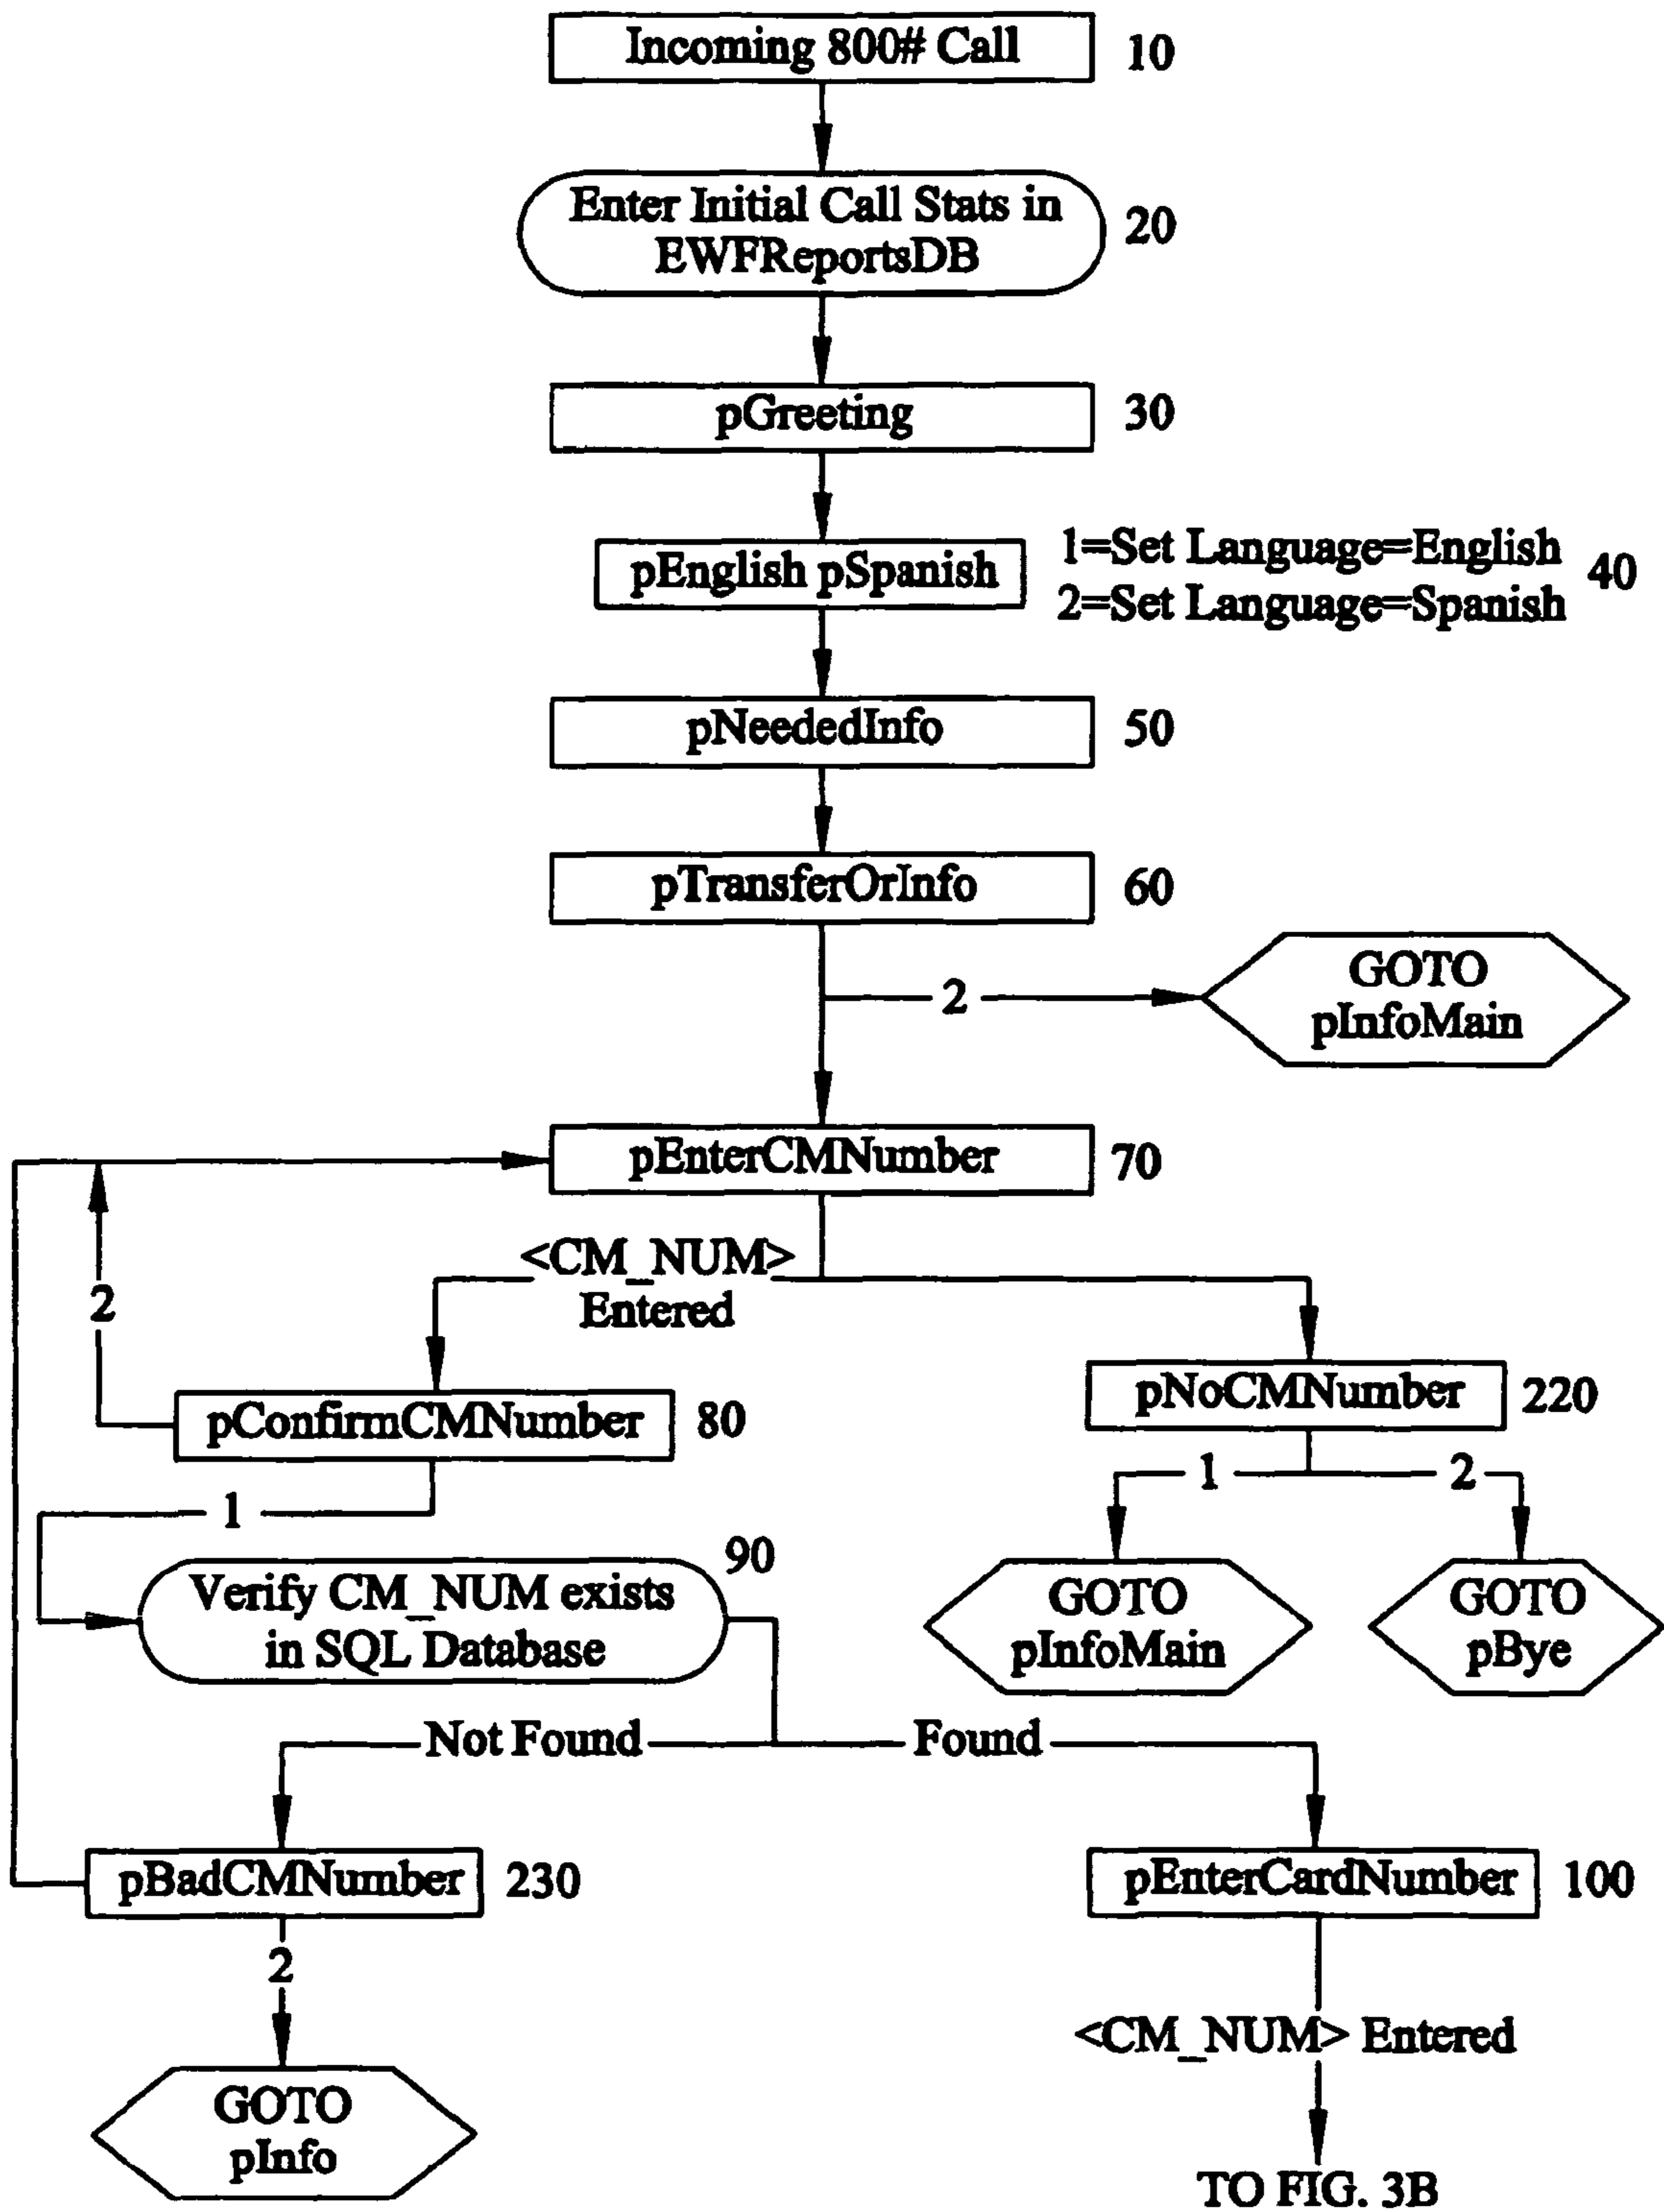 Incoming 800# Call
10
Enter Initial Call Stats in
EWFReportsDB
20
pGreeting
30
pEnglish pSpanish
1=Set Language=English
2=Set Language=Spanish
40
pNeededInfo
50
pTransferOrInfo
60
2
GOTO
pInfoMain
pEnterCMNumber
70
<CM_NUM>
Entered
2
pConfirmCMNumber
80
pNoCMNumber
220
1
2
1
90
Verify CM_NUM exists
in SQL Database
GOTO
pInfoMain
GOTO
pBye
Not Found
Found
pBadCMNumber
230
pEnterCardNumber
100
2
<CM_NUM> Entered
GOTO
pInfo
TO FIG. 3B